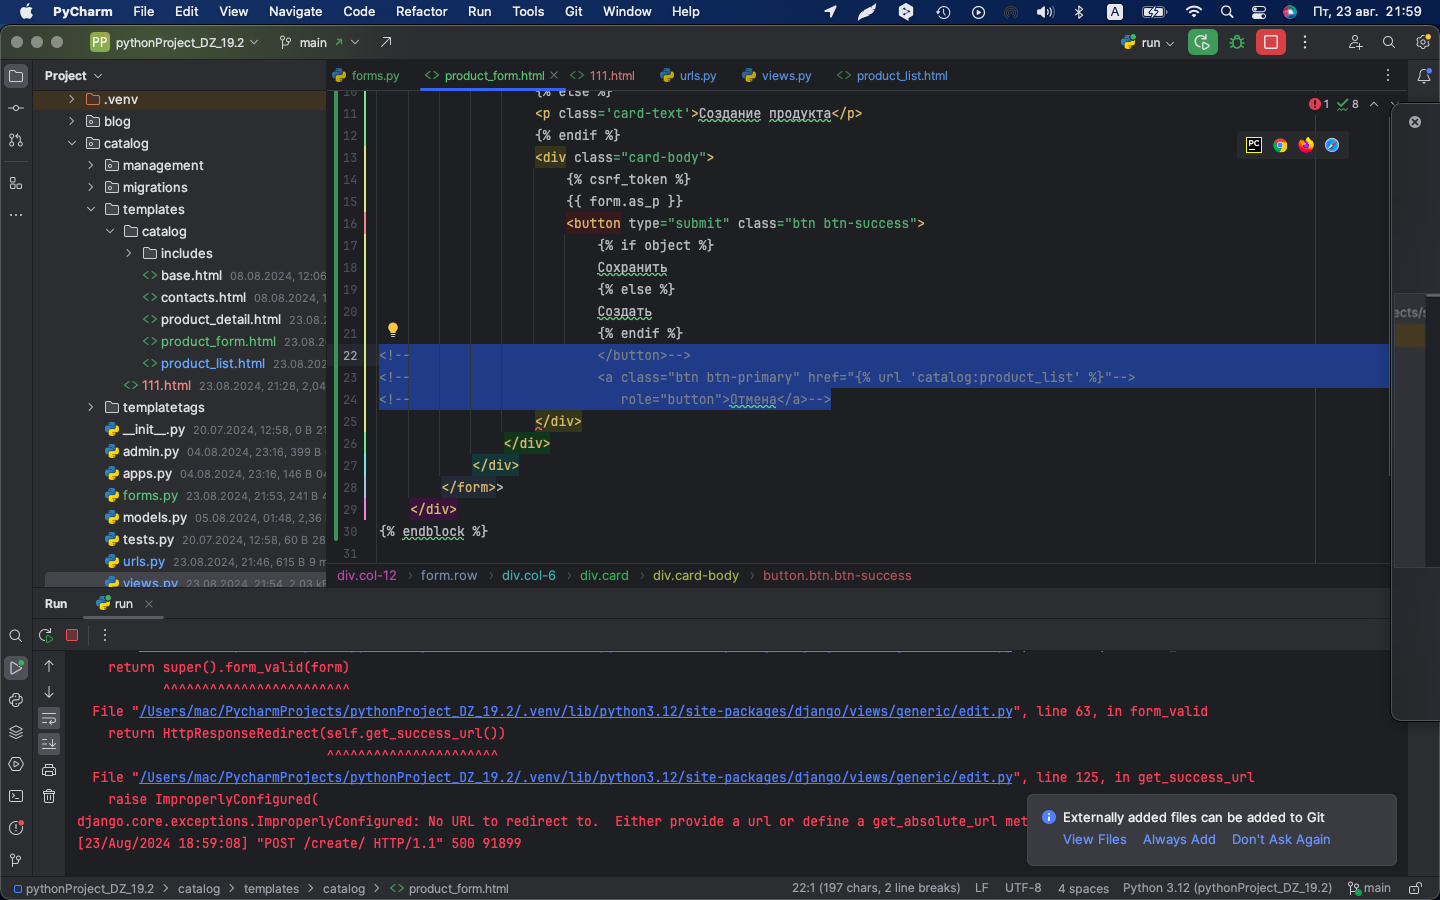 PyCharm File Edit View Navigate Code Refactor Run Tools Git Window Help A Пт, 23 авг. 21:59
PP pythonProject_DZ_19.2 main run
Project
forms.py product_form.html 111.html urls.py views.py product_list.html
.venv
blog
catalog
management
migrations
templates
catalog
includes
base.html 08.08.2024, 12:06
contacts.html 08.08.2024, 1
product_detail.html 23.08.2
product_form.html 23.08.2
product_list.html 23.08.202
111.html 23.08.2024, 21:28, 2,04
templatetags
__init__.py 20.07.2024, 12:58, 0 B 21
admin.py 04.08.2024, 23:16, 399 B
apps.py 04.08.2024, 23:16, 146 B 04
forms.py 23.08.2024, 21:53, 241 B 4
models.py 05.08.2024, 01:48, 2,36
tests.py 20.07.2024, 12:58, 60 B 28
urls.py 23.08.2024, 21:46, 615 B 9 m
views.py 23.08.2024, 21:54, 2,03 kB
1 8
10 {% else %}
11 <p class='card-text'>Создание продукта</p>
12 {% endif %}
13 <div class="card-body">
14 {% csrf_token %}
15 {{ form.as_p }}
16 <button type="submit" class="btn btn-success">
17 {% if object %}
18 Сохранить
19 {% else %}
20 Создать
21 {% endif %}
22 <!-- </button>-->
23 <!-- <a class="btn btn-primary" href="{% url 'catalog:product_list' %}"-->
24 <!-- role="button">Отмена</a>-->
25 </div>
26 </div>
27 </div>
28 </form>>
29 </div>
30 {% endblock %}
31
PC
ects/s
div.col-12 form.row div.col-6 div.card div.card-body button.btn.btn-success
Run run
return super().form_valid(form)
^^^^^^^^^^^^^^^^^^^^^^^^
File "/Users/mac/PycharmProjects/pythonProject_DZ_19.2/.venv/lib/python3.12/site-packages/django/views/generic/edit.py", line 63, in form_valid
return HttpResponseRedirect(self.get_success_url())
^^^^^^^^^^^^^^^^^^^^^^
File "/Users/mac/PycharmProjects/pythonProject_DZ_19.2/.venv/lib/python3.12/site-packages/django/views/generic/edit.py", line 125, in get_success_url
raise ImproperlyConfigured(
django.core.exceptions.ImproperlyConfigured: No URL to redirect to.  Either provide a url or define a get_absolute_url met
[23/Aug/2024 18:59:08] "POST /create/ HTTP/1.1" 500 91899
Externally added files can be added to Git
View Files Always Add Don't Ask Again
pythonProject_DZ_19.2 catalog templates catalog product_form.html 22:1 (197 chars, 2 line breaks) LF UTF-8 4 spaces Python 3.12 (pythonProject_DZ_19.2) main